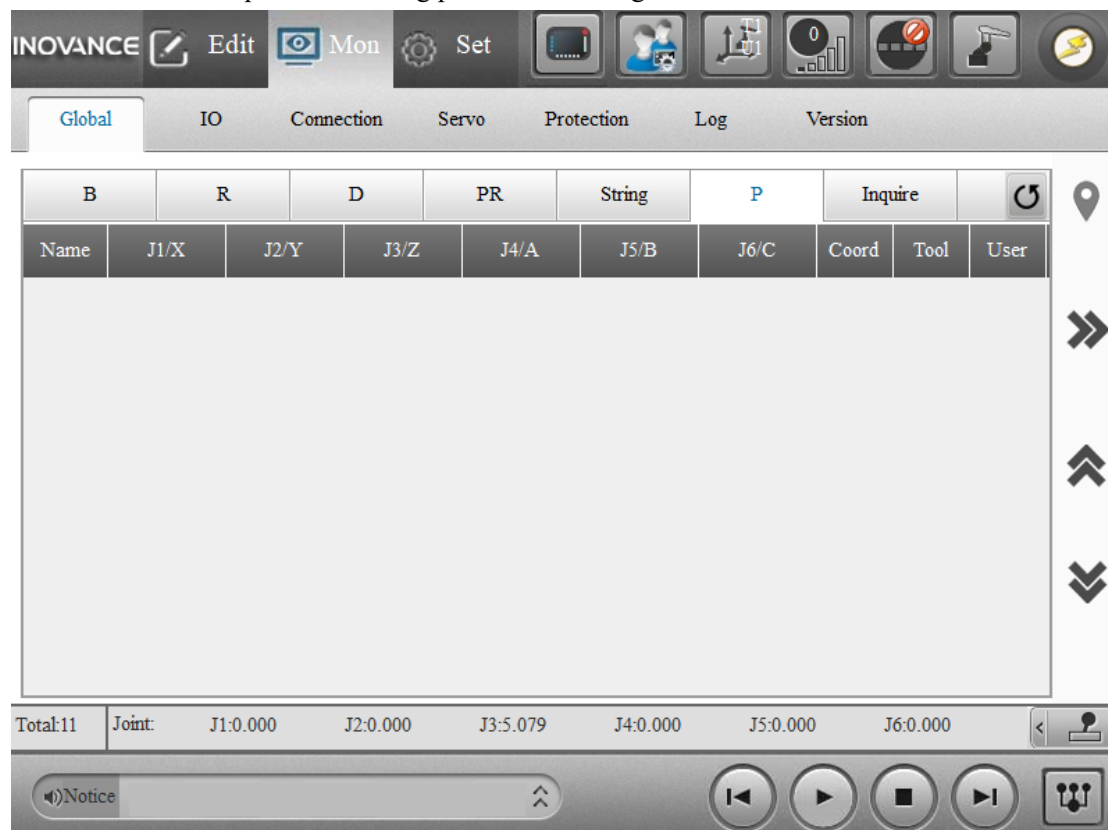 INOVANCE Edit Mon Set T1 U1 0
Global IO Connection Servo Protection Log Version
B R D PR String P Inquire
Name J1/X J2/Y J3/Z J4/A J5/B J6/C Coord Tool User
Total:11 Joint: J1:0.000 J2:0.000 J3:5.079 J4:0.000 J5:0.000 J6:0.000
Notice